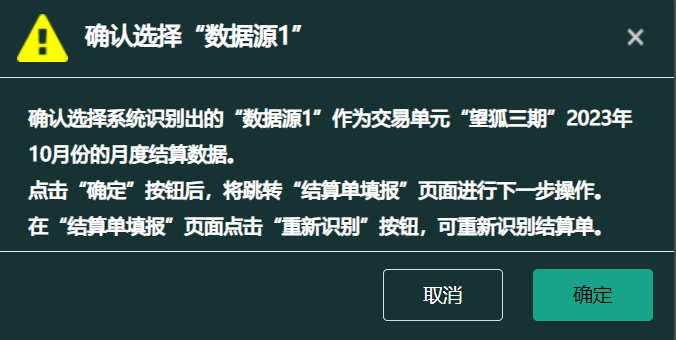 确认选择“数据源1”
确认选择系统识别出的“数据源1”作为交易单元“望狐三期”2023年
10月份的月度结算数据。
点击“确定”按钮后，将跳转“结算单填报”页面进行下一步操作。
在“结算单填报”页面点击“重新识别”按钮，可重新识别结算单。
取消
确定